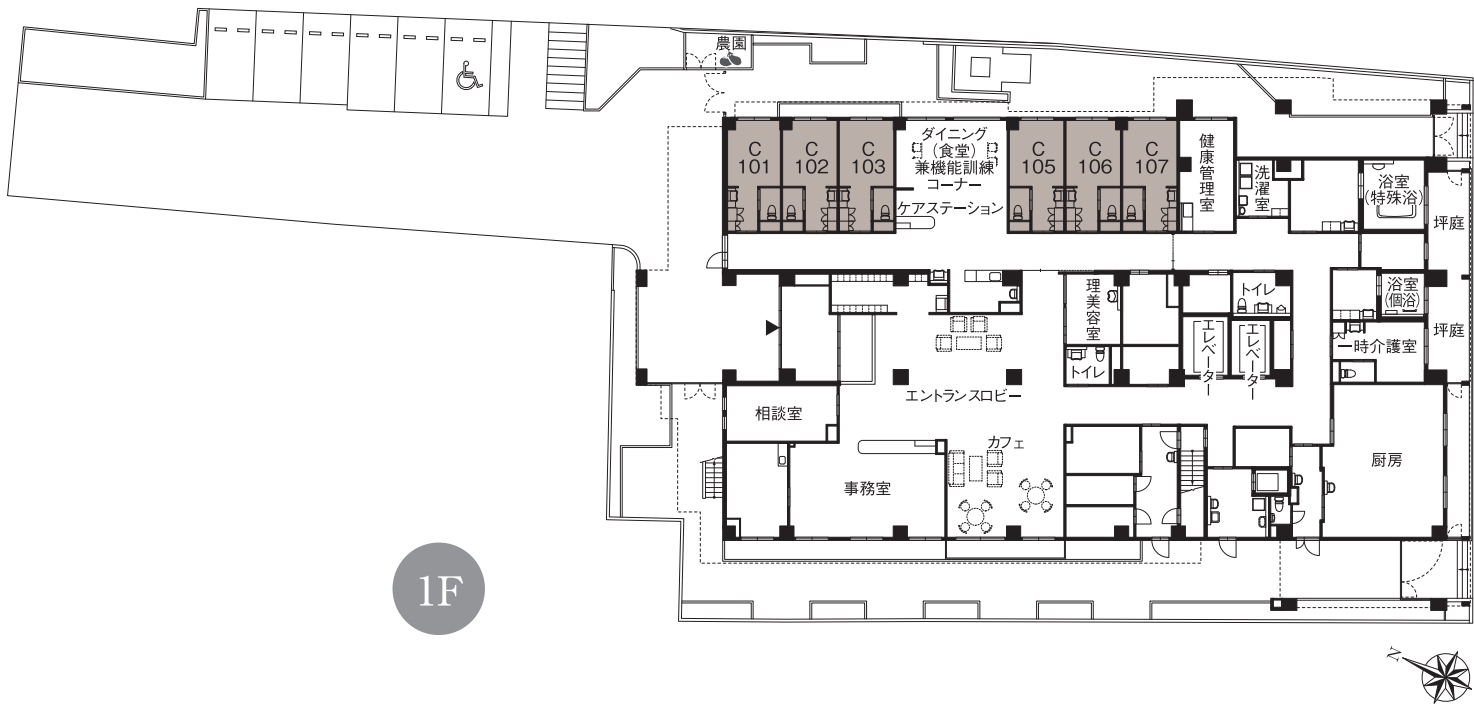 農園
C
101
C
102
C
103
ダイニング
（食堂）
兼機能訓練
コーナー
ケアステーション
C
105
C
106
C
107
健康管理室
洗濯室
浴室
（特殊浴）
坪庭
理美容室
トイレ
浴室
（個浴）
エレベーター
エレベーター
一時介護室
坪庭
トイレ
エントランスロビー
相談室
カフェ
事務室
厨房
1F
N